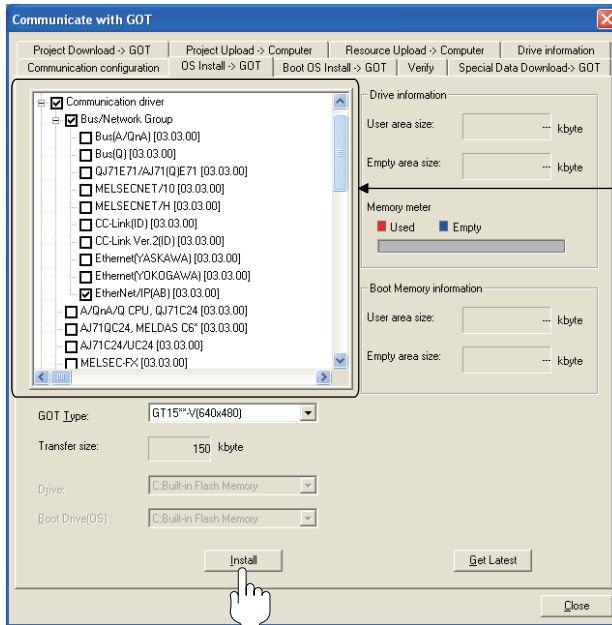 Communicate with GOT
Project Download -> GOT
Project Upload -> Computer
Resource Upload -> Computer
Drive information
Communication configuration
OS Install -> GOT
Boot OS Install -> GOT
Verify
Special Data Download-> GOT
Communication driver
Bus/Network Group
Bus(A/QnA) [03.03.00]
Bus(Q) [03.03.00]
QJ71E71/AJ71(Q)E71 [03.03.00]
MELSECNET/10 [03.03.00]
MELSECNET/H [03.03.00]
CC-Link(ID) [03.03.00]
CC-Link Ver.2(ID) [03.03.00]
Ethernet(YASKAWA) [03.03.00]
Ethernet(YOKOGAWA) [03.03.00]
EtherNet/IP(AB) [03.03.00]
A/QnA/Q CPU, QJ71C24 [03.03.00]
AJ71QC24, MELDAS C6* [03.03.00]
AJ71C24/UC24 [03.03.00]
MELSEC-FX [03.03.00]
Drive information
User area size: --- kbyte
Empty area size: --- kbyte
Memory meter
Used Empty
Boot Memory information
User area size: --- kbyte
Empty area size: --- kbyte
GOT Type: GT15**-V(640x480)
Transfer size: 150 kbyte
Drive: C:Built-in Flash Memory
Boot Drive(OS) : C:Built-in Flash Memory
Install
Get Latest
Close